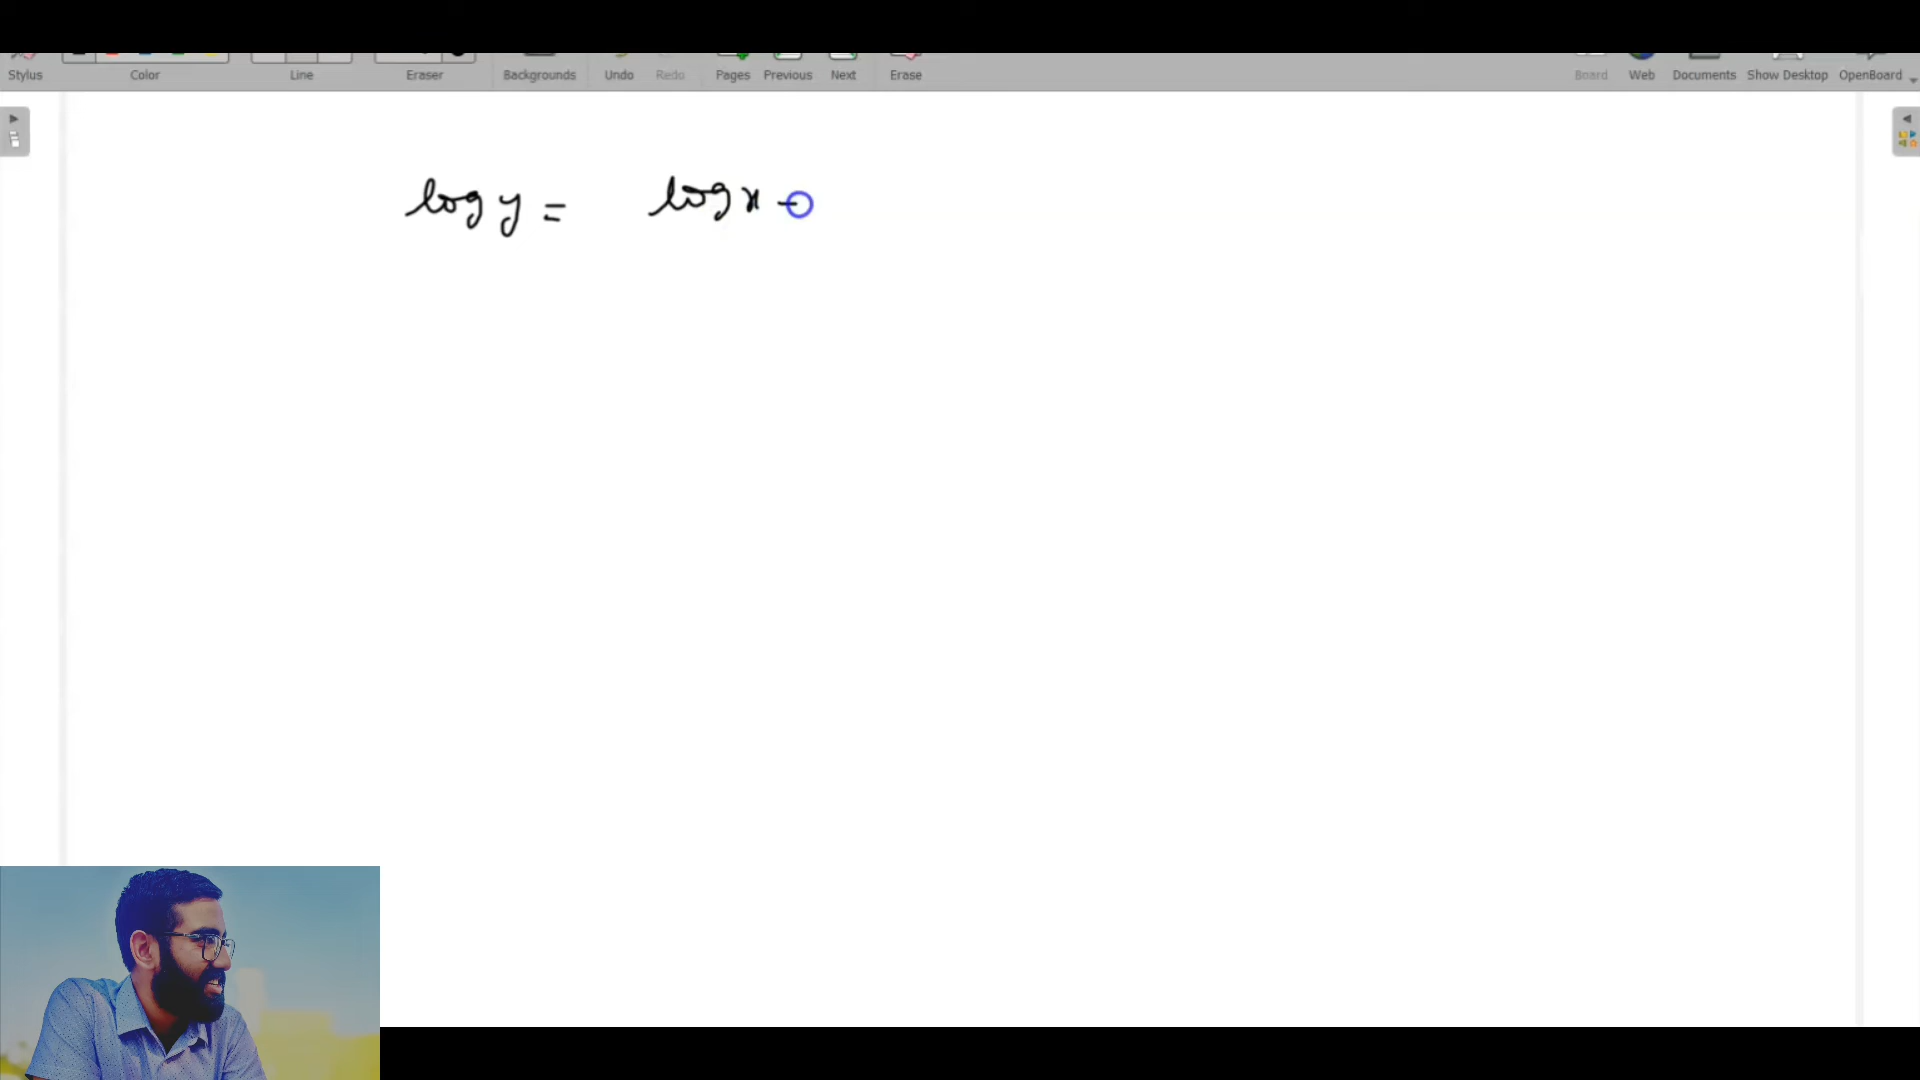 Stylus Color Line Eraser Backgrounds Undo Redo Pages Previous Next Erase Board Web Documents Show Desktop OpenBoard
log y = log x -